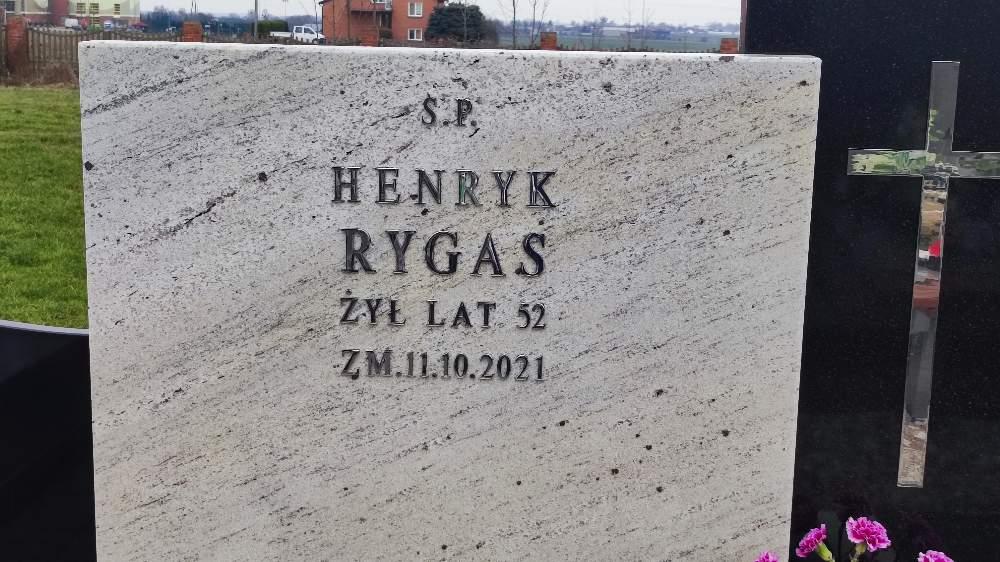 Ś.P.
HENRYK
RYGAS
ŻYŁ LAT 52
ZM.11.10.2021